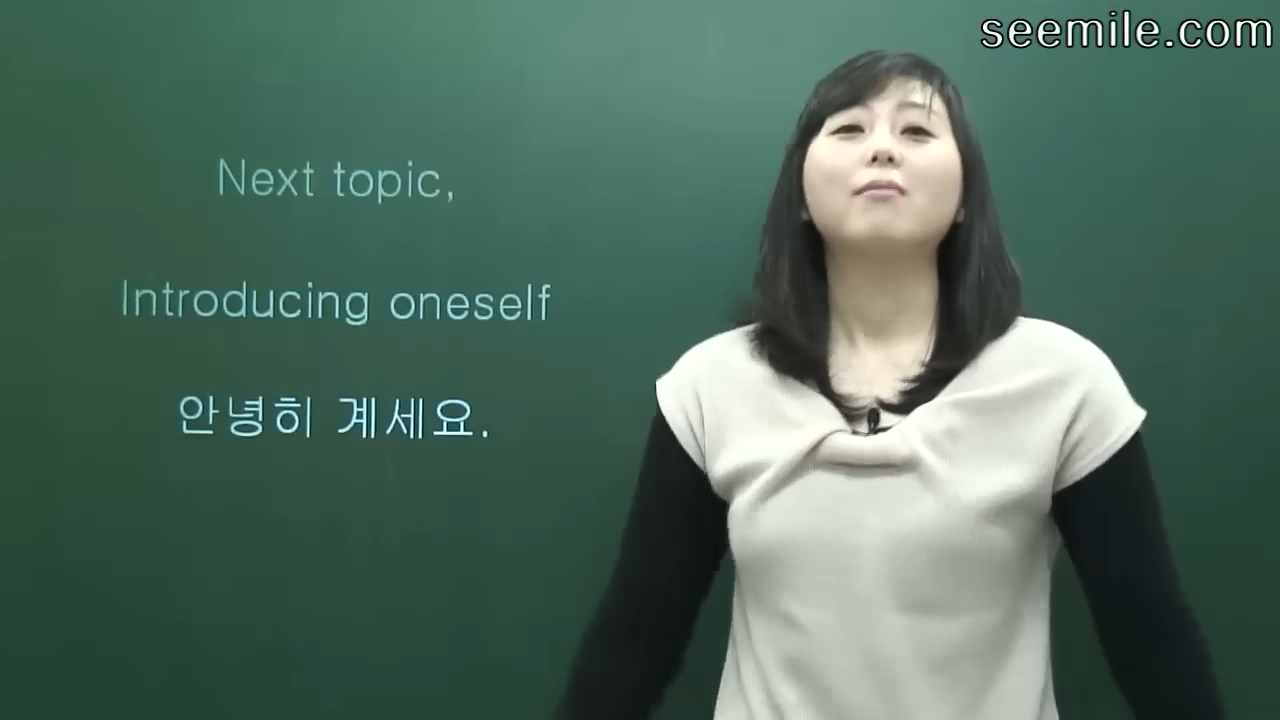 seemile.com
Next topic,
Introducing oneself
안녕히 계세요.